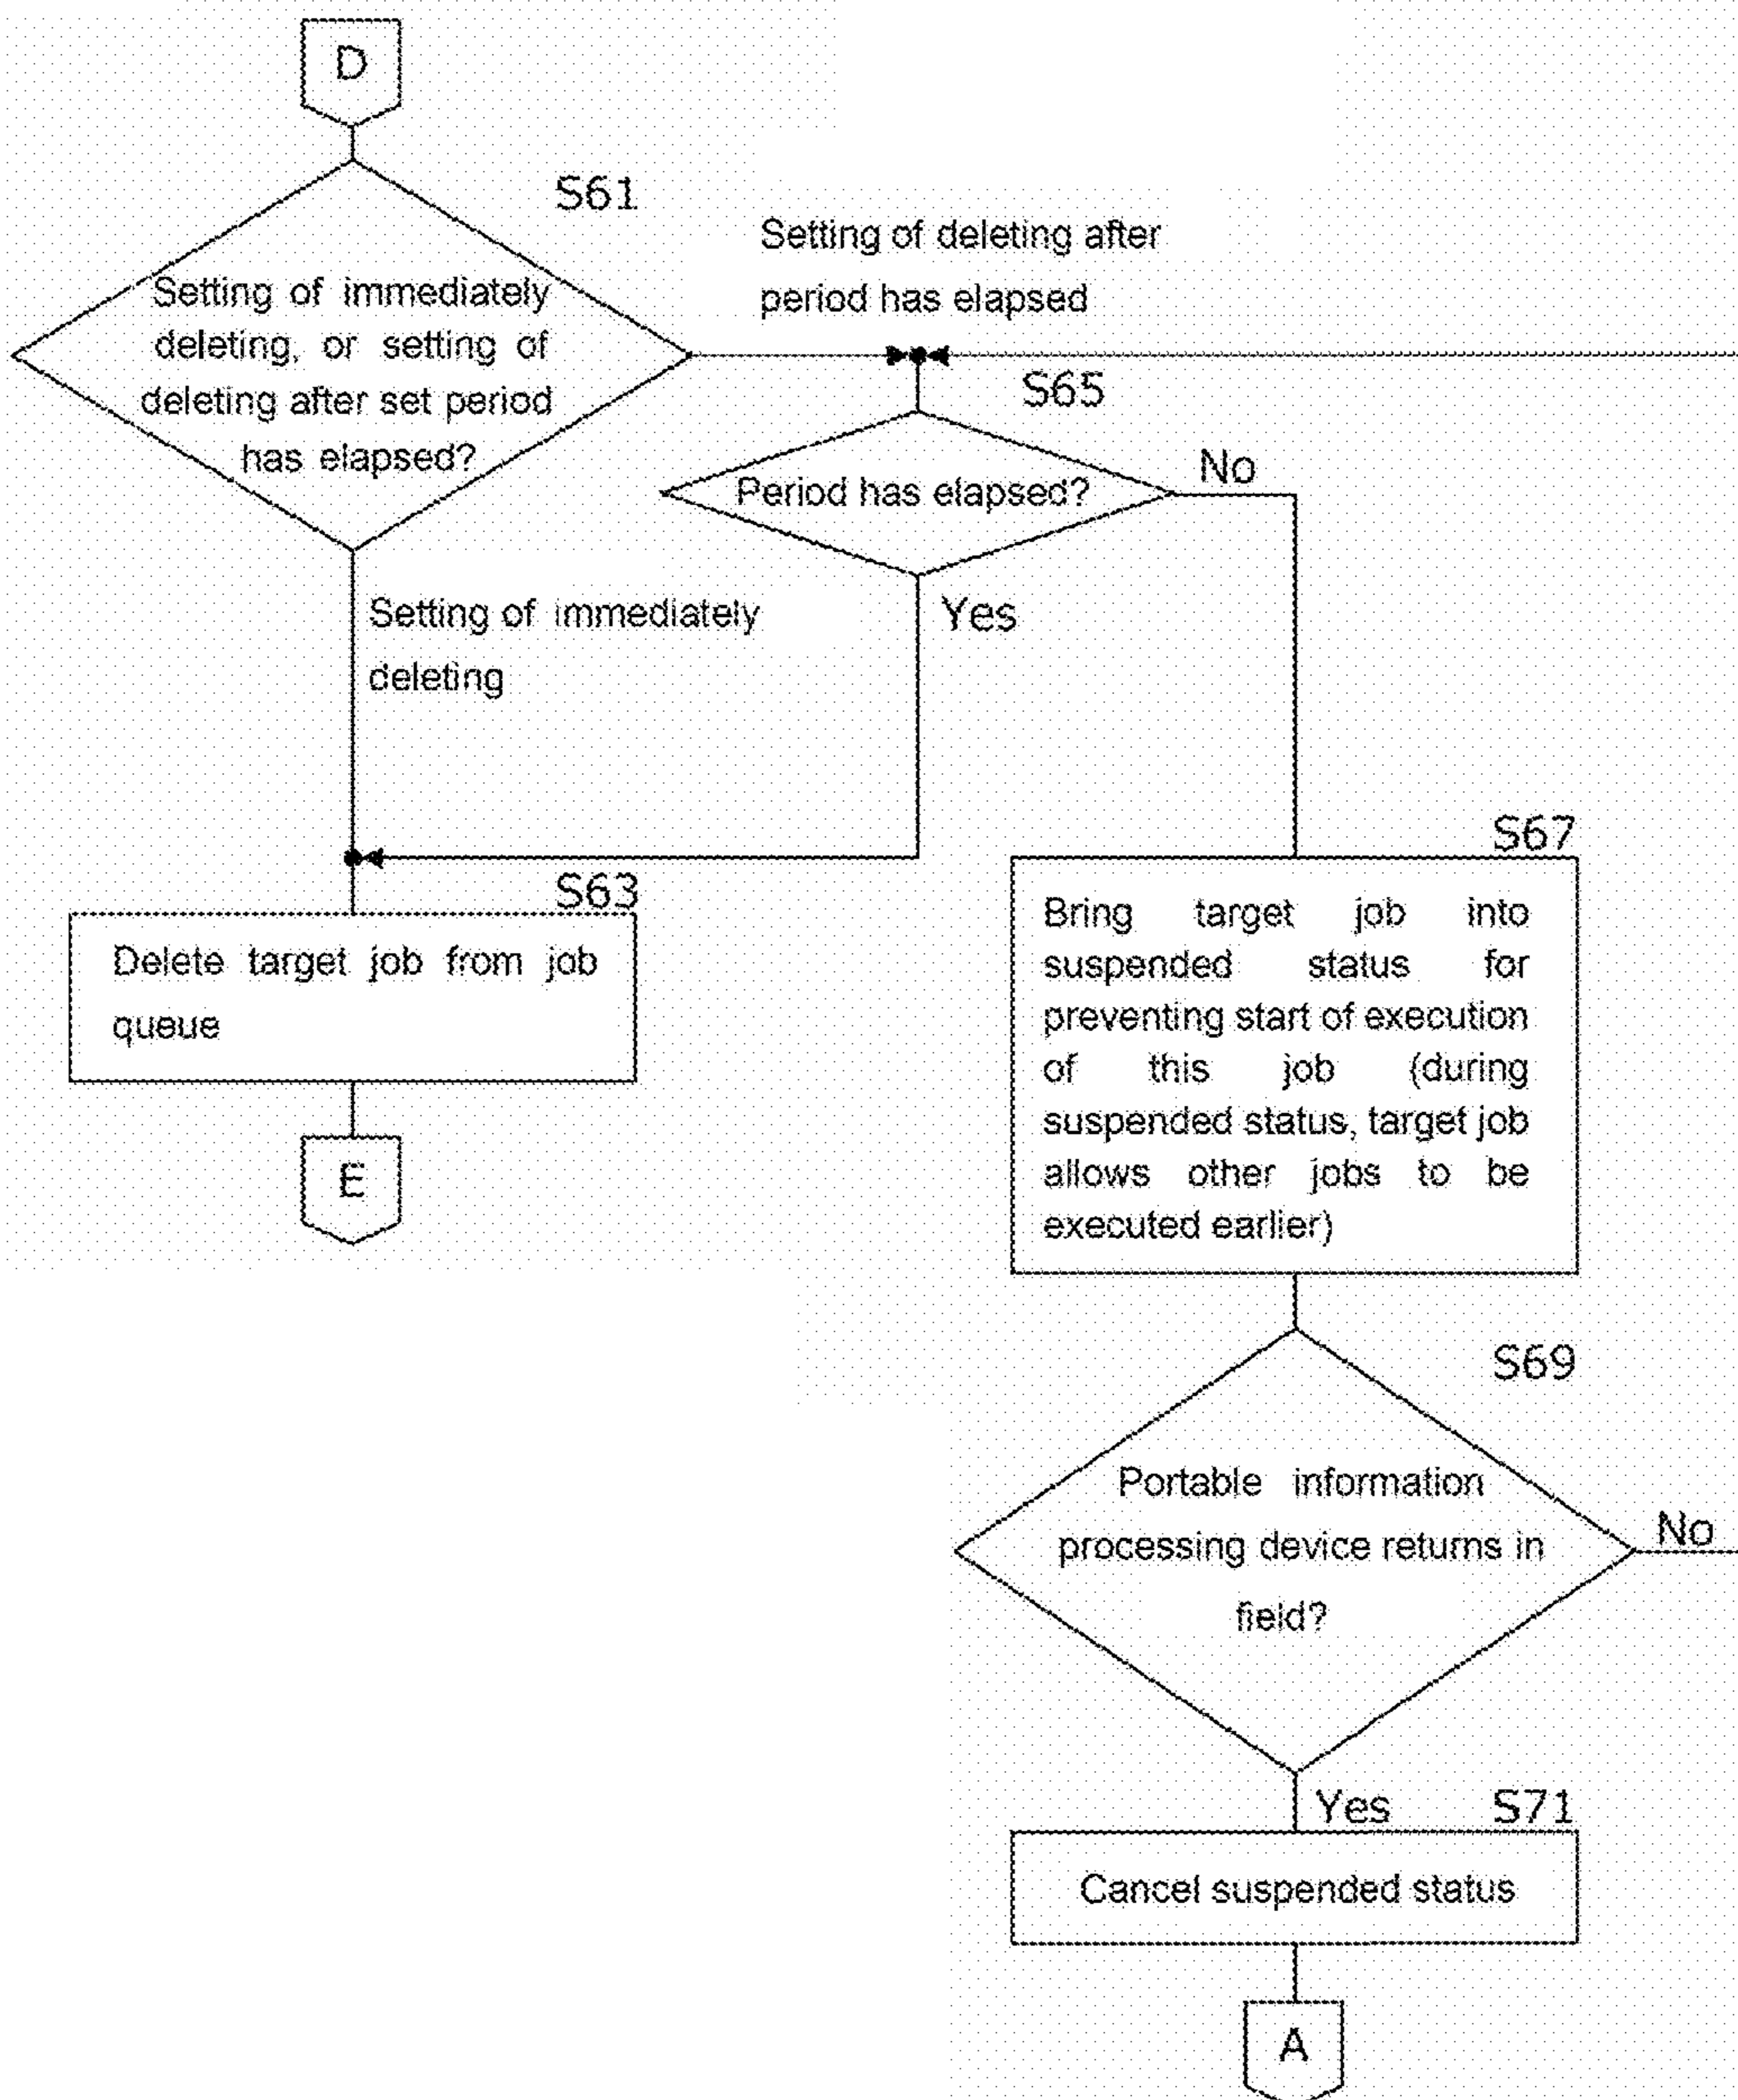 D
S61
Setting of immediately
deleting, or setting of
deleting after set period
has elapsed?
Setting of deleting after
period has elapsed
S65
Period has elapsed?
No
Yes
Setting of immediately
deleting
S63
Delete target job from job
queue
E
S67
Bring target job into
suspended status for
preventing start of execution
of this job (during
suspended status, target job
allows other jobs to be
executed earlier)
S69
Portable information
processing device returns in
field?
No
Yes
S71
Cancel suspended status
A